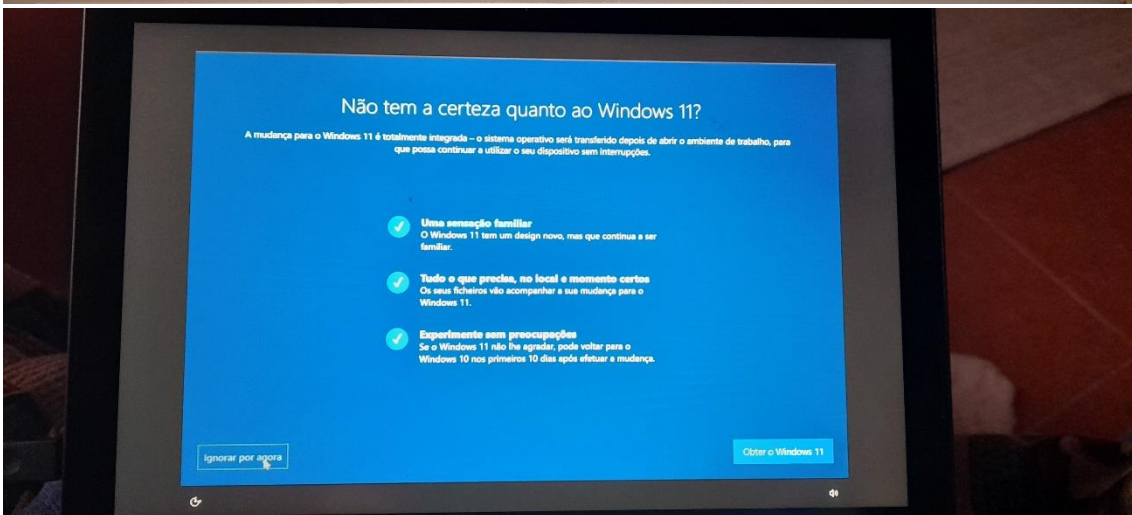 Não tem a certeza quanto ao Windows 11?
A mudança para o Windows 11 é totalmente integrada – o sistema operativo será transferido depois de abrir o ambiente de trabalho, para
que possa continuar a utilizar o seu dispositivo sem interrupções.
Uma sensação familiar
O Windows 11 tem um design novo, mas que continua a ser
familiar.
Tudo o que precisa, no local e momento certos
Os seus ficheiros vão acompanhar a sua mudança para o
Windows 11.
Experimente sem preocupações
Se o Windows 11 não lhe agradar, pode voltar para o
Windows 10 nos primeiros 10 dias após efetuar a mudança.
Ignorar por agora
Obter o Windows 11